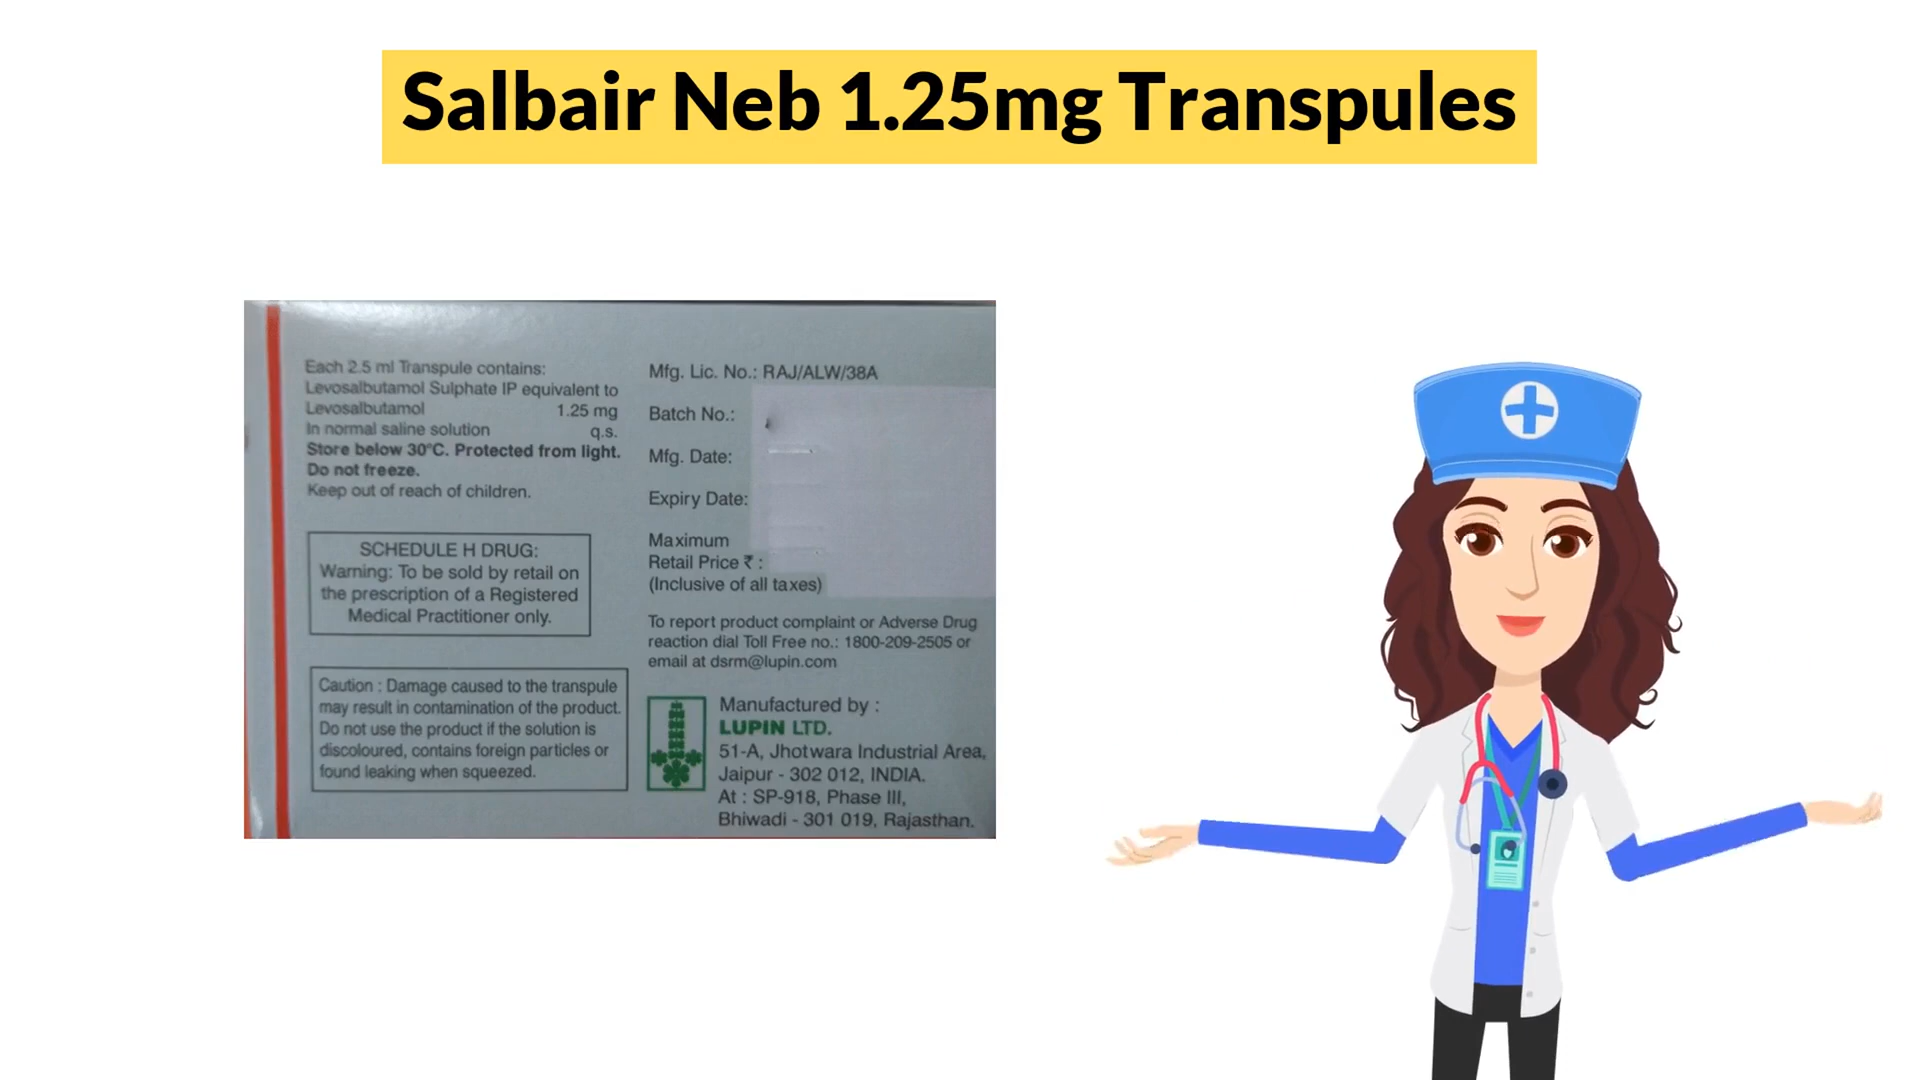 Salbair Neb 1.25mg Transpules
Each 2.5 ml Transpule contains:
Levosalbutamol Sulphate IP equivalent to
Levosalbutamol 1.25 mg
In normal saline solution q.s.
Store below 30°C. Protected from light.
Do not freeze.
Keep out of reach of children.
SCHEDULE H DRUG:
Warning: To be sold by retail on
the prescription of a Registered
Medical Practitioner only.
Caution : Damage caused to the transpule
may result in contamination of the product.
Do not use the product if the solution is
discoloured, contains foreign particles or
found leaking when squeezed.
Mfg. Lic. No.: RAJ/ALW/38A
Batch No.:
Mfg. Date:
Expiry Date:
Maximum
Retail Price ₹ :
(Inclusive of all taxes)
To report product complaint or Adverse Drug
reaction dial Toll Free no.: 1800-209-2505 or
email at dsrm@lupin.com
Manufactured by :
LUPIN LTD.
51-A, Jhotwara Industrial Area,
Jaipur - 302 012, INDIA.
At : SP-918, Phase III,
Bhiwadi - 301 019, Rajasthan.